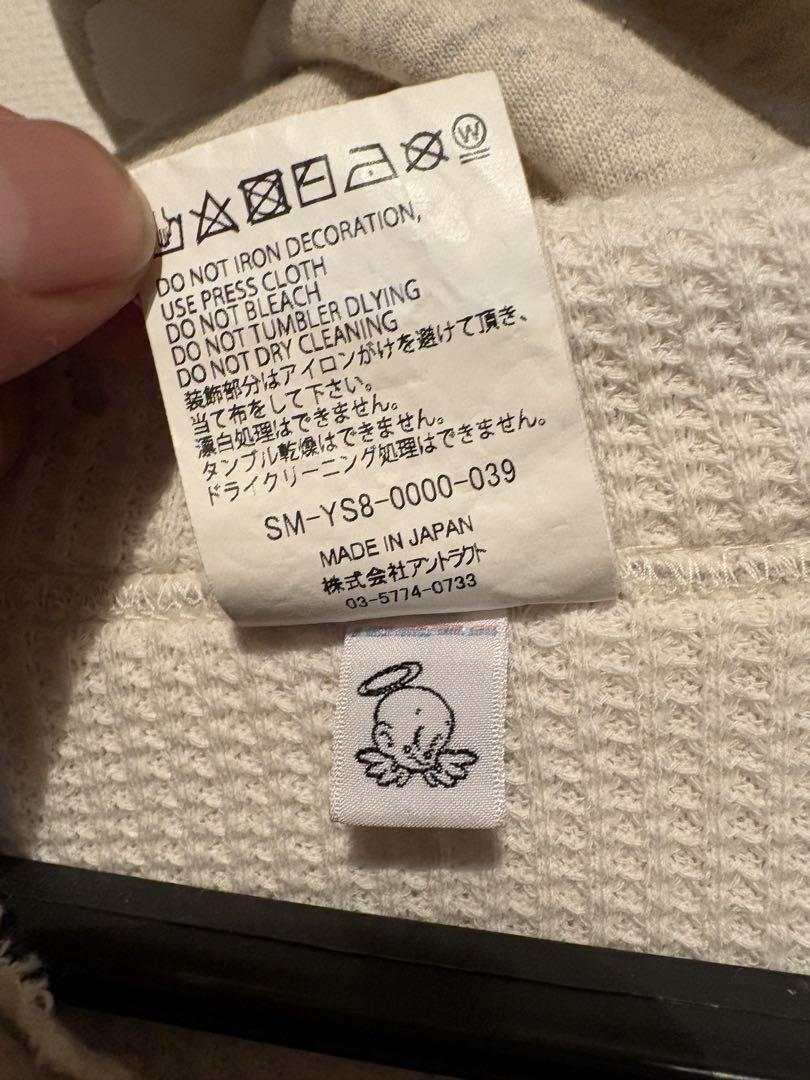 W
DO NOT IRON DECORATION,
USE PRESS CLOTH
DO NOT BLEACH
DO NOT TUMBLER DLYING
DO NOT DRY CLEANING
装飾部分はアイロンがけを避けて頂き、
当て布をして下さい。
漂白処理はできません。
タンブル乾燥はできません。
ドライクリーニング処理はできません。
SM-YS8-0000-039
MADE IN JAPAN
株式会社アントラクト
03-5774-0733